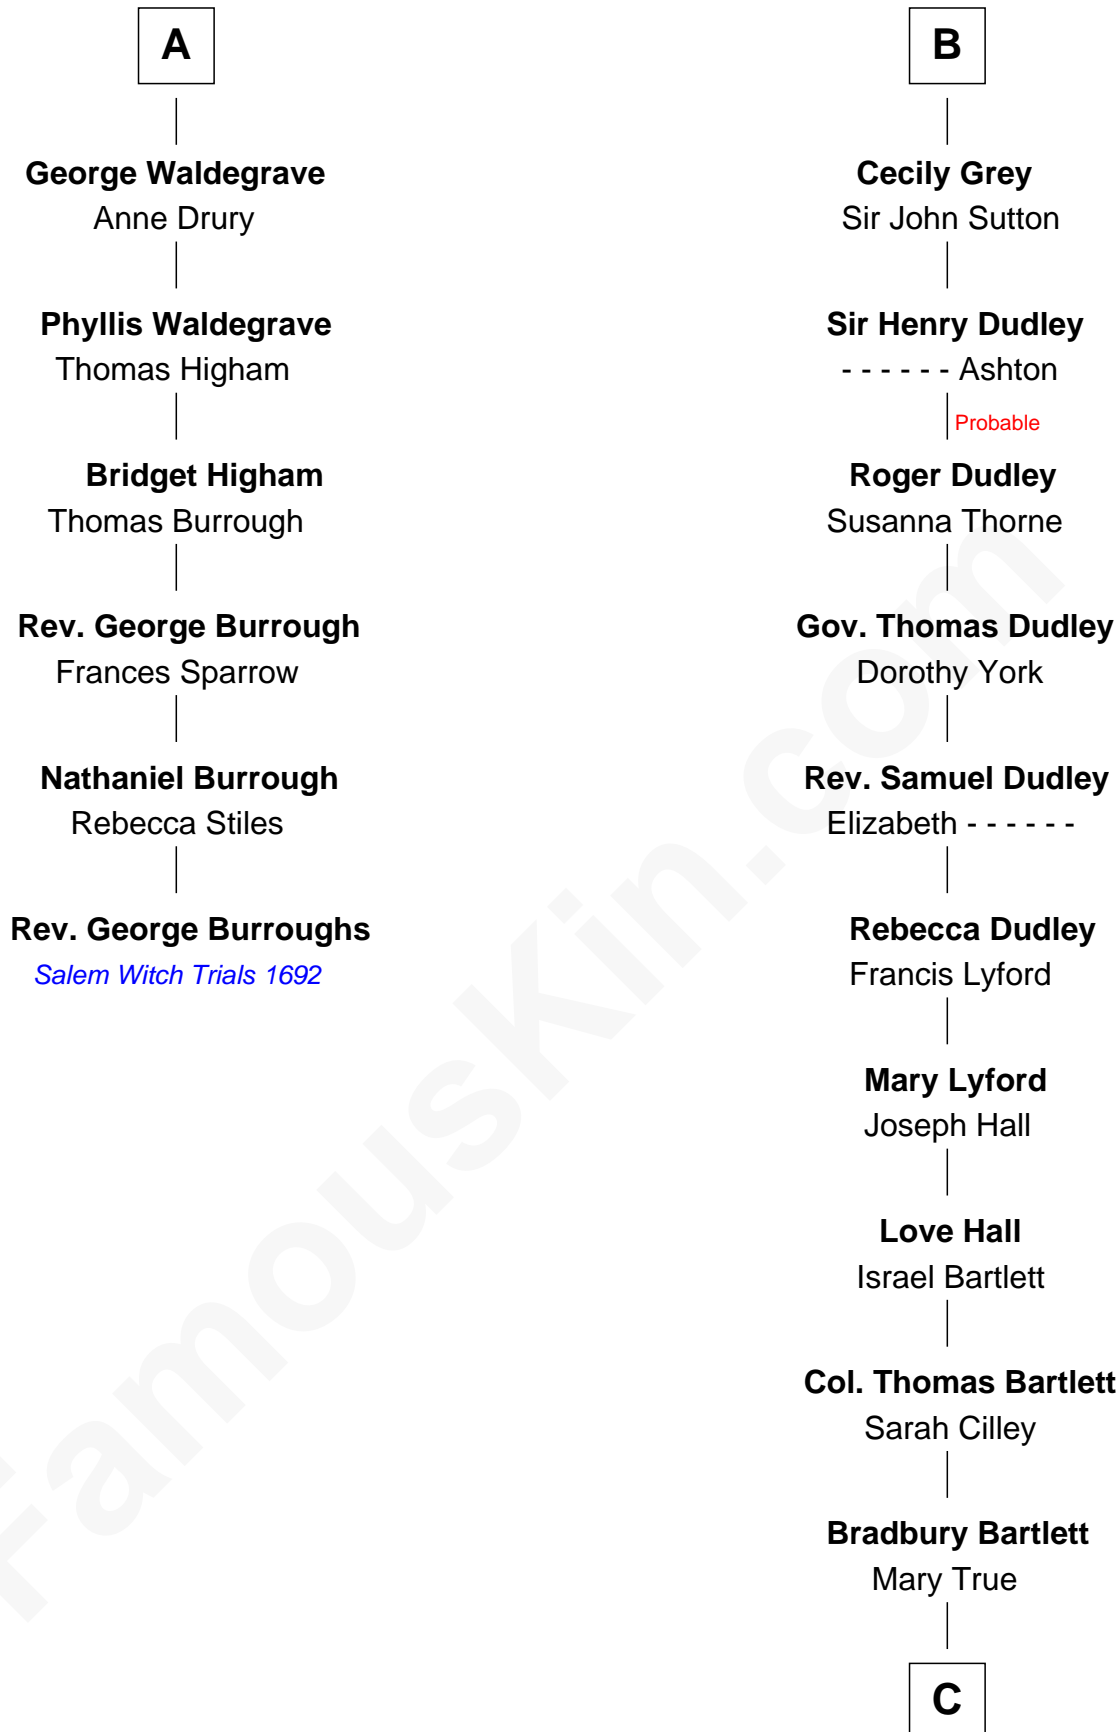 A
George Waldegrave
Anne Drury
Phyllis Waldegrave
Thomas Higham
Bridget Higham
Thomas Burrough
Rev. George Burrough
Frances Sparrow
Nathaniel Burrough
Rebecca Stiles
Rev. George Burroughs
Salem Witch Trials 1692
B
Cecily Grey
Sir John Sutton
Sir Henry Dudley
- - - - - - Ashton
Probable
Roger Dudley
Susanna Thorne
Gov. Thomas Dudley
Dorothy York
Rev. Samuel Dudley
Elizabeth - - - - - -
Rebecca Dudley
Francis Lyford
Mary Lyford
Joseph Hall
Love Hall
Israel Bartlett
Col. Thomas Bartlett
Sarah Cilley
Bradbury Bartlett
Mary True
C
FamousKin.com